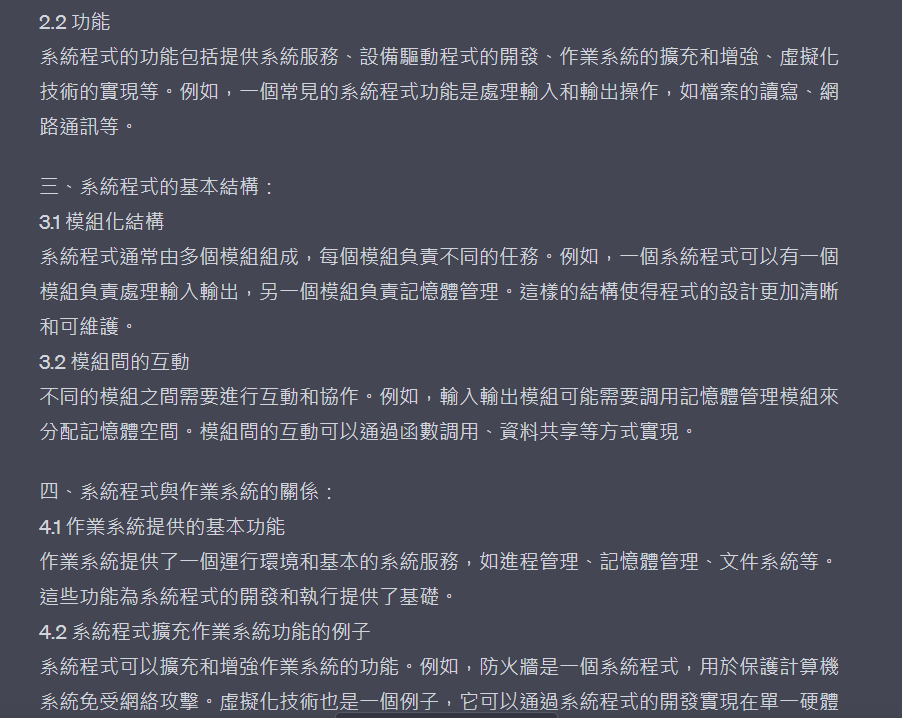 2.2 功能
系統程式的功能包括提供系統服務、設備驅動程式的開發、作業系統的擴充和增強、虛擬化
技術的實現等。例如，一個常見的系統程式功能是處理輸入和輸出操作，如檔案的讀寫、網
路通訊等。
三、系統程式的基本結構：
3.1 模組化結構
系統程式通常由多個模組組成，每個模組負責不同的任務。例如，一個系統程式可以有一個
模組負責處理輸入輸出，另一個模組負責記憶體管理。這樣的結構使得程式的設計更加清晰
和可維護。
3.2 模組間的互動
不同的模組之間需要進行互動和協作。例如，輸入輸出模組可能需要調用記憶體管理模組來
分配記憶體空間。模組間的互動可以通過函數調用、資料共享等方式實現。
四、系統程式與作業系統的關係：
4.1 作業系統提供的基本功能
作業系統提供了一個運行環境和基本的系統服務，如進程管理、記憶體管理、文件系統等。
這些功能為系統程式的開發和執行提供了基礎。
4.2 系統程式擴充作業系統功能的例子
系統程式可以擴充和增強作業系統的功能。例如，防火牆是一個系統程式，用於保護計算機
系統免受網絡攻擊。虛擬化技術也是一個例子，它可以通過系統程式的開發實現在單一硬體